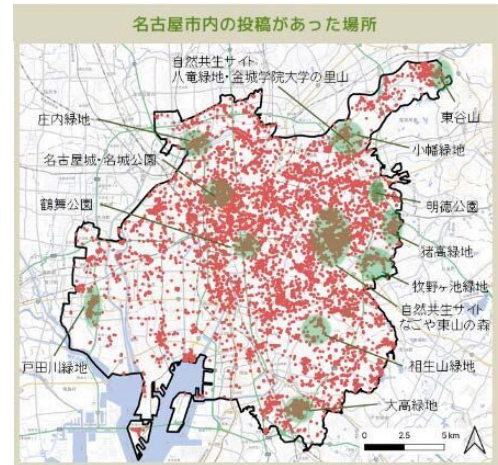 名古屋市内の投稿があった場所
自然共生サイト
八竜緑地・金城学院大学の里山
庄内緑地
東谷山
小幡緑地
名古屋城・名城公園
明徳公園
鶴舞公園
猪高緑地
牧野ヶ池緑地
自然共生サイト
なごや東山の森
戸田川緑地
相生山緑地
大高緑地
0 2.5 5 km